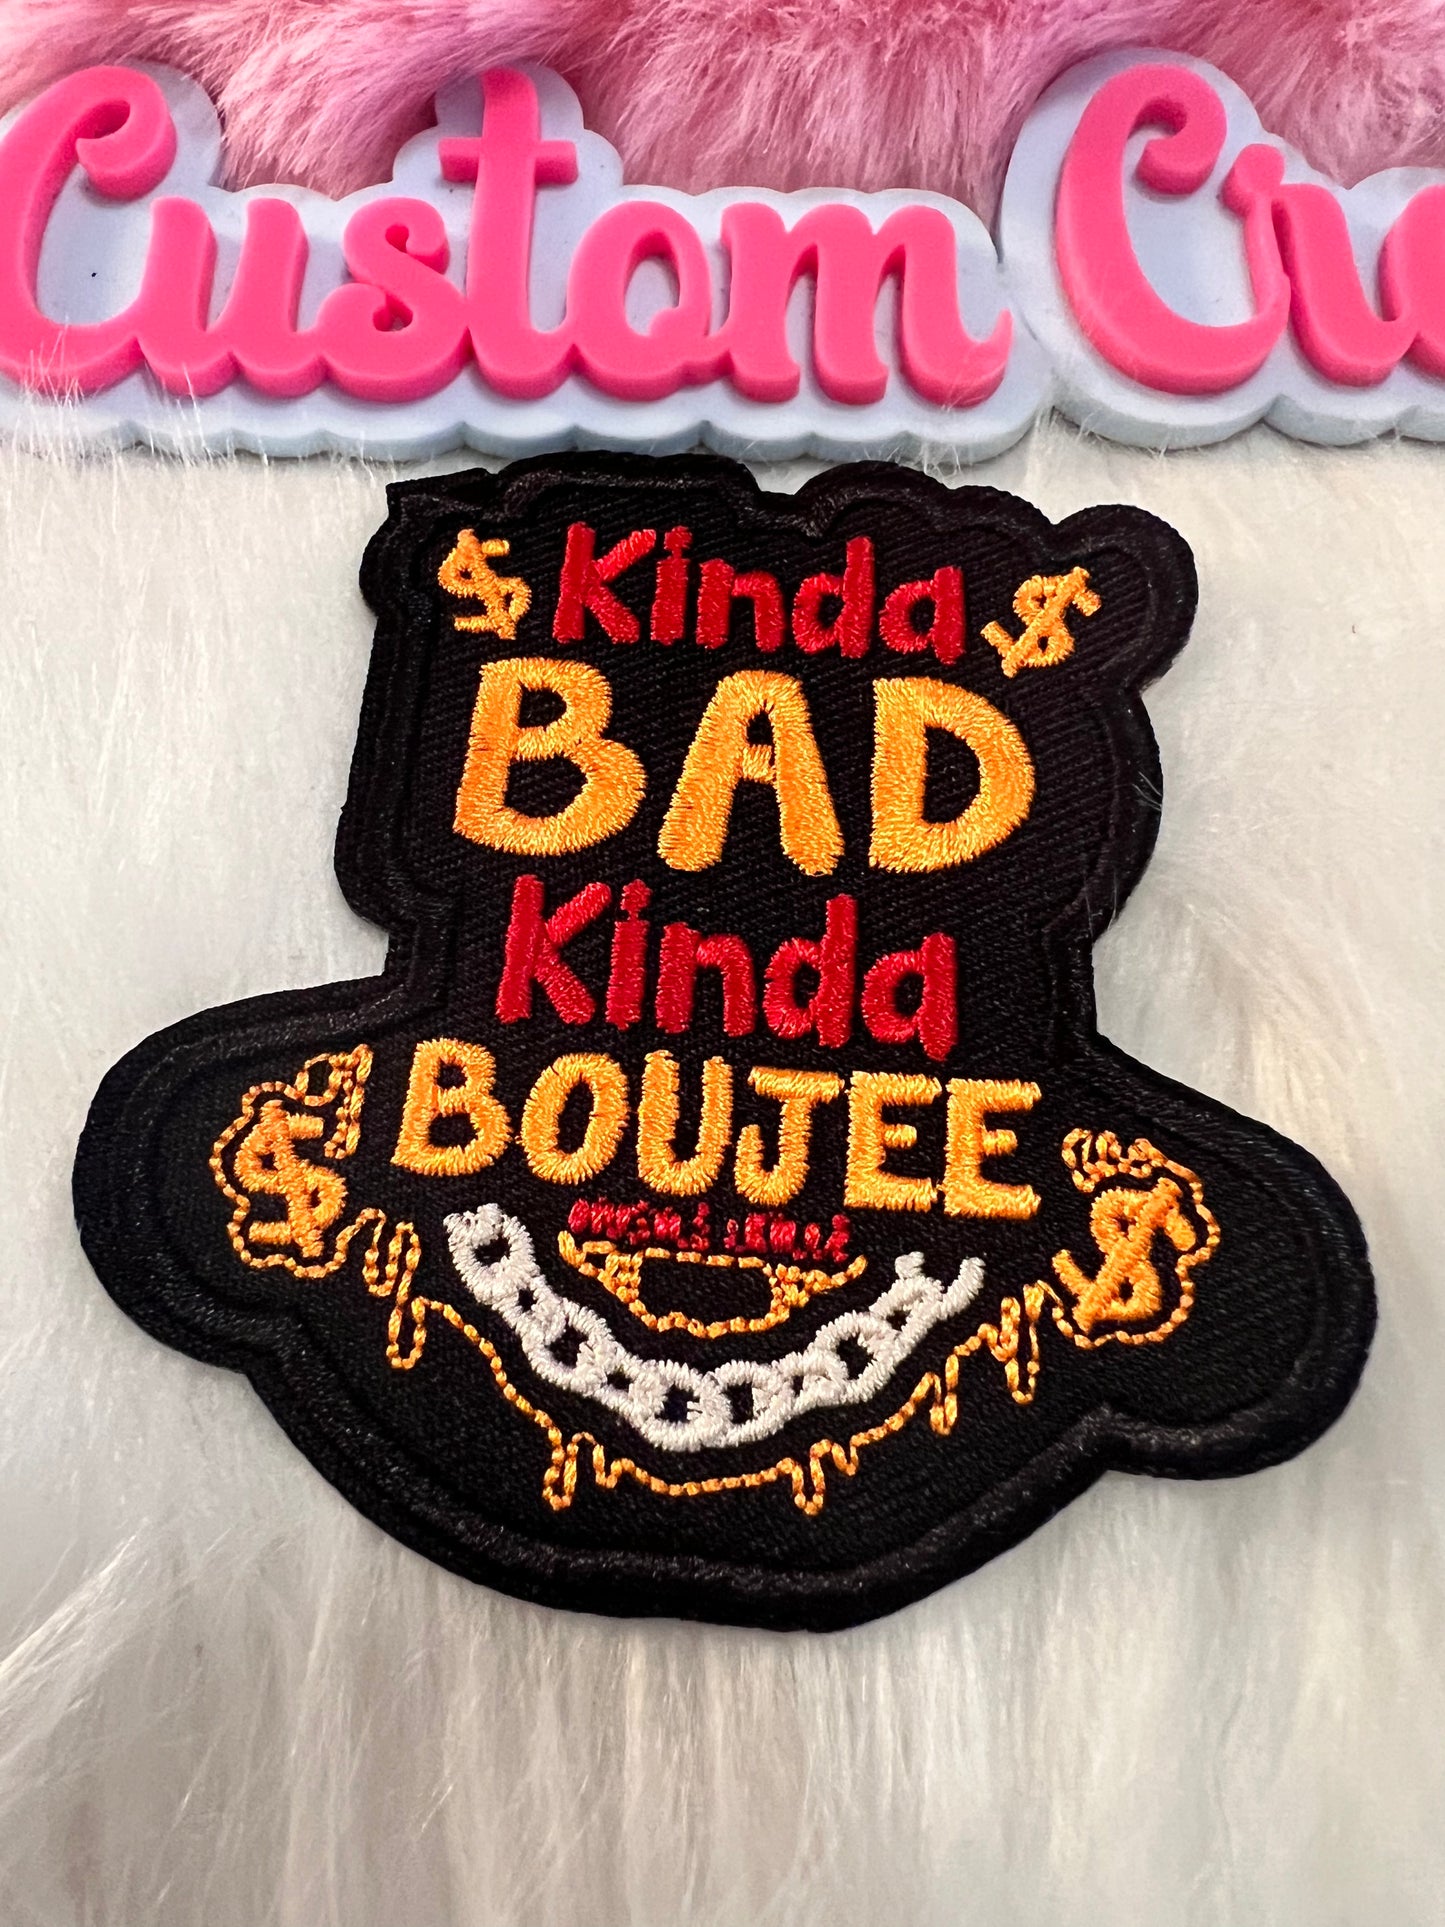 Custom Cr
$ Kinda $
BAD
Kinda
BOUJEE
$ $